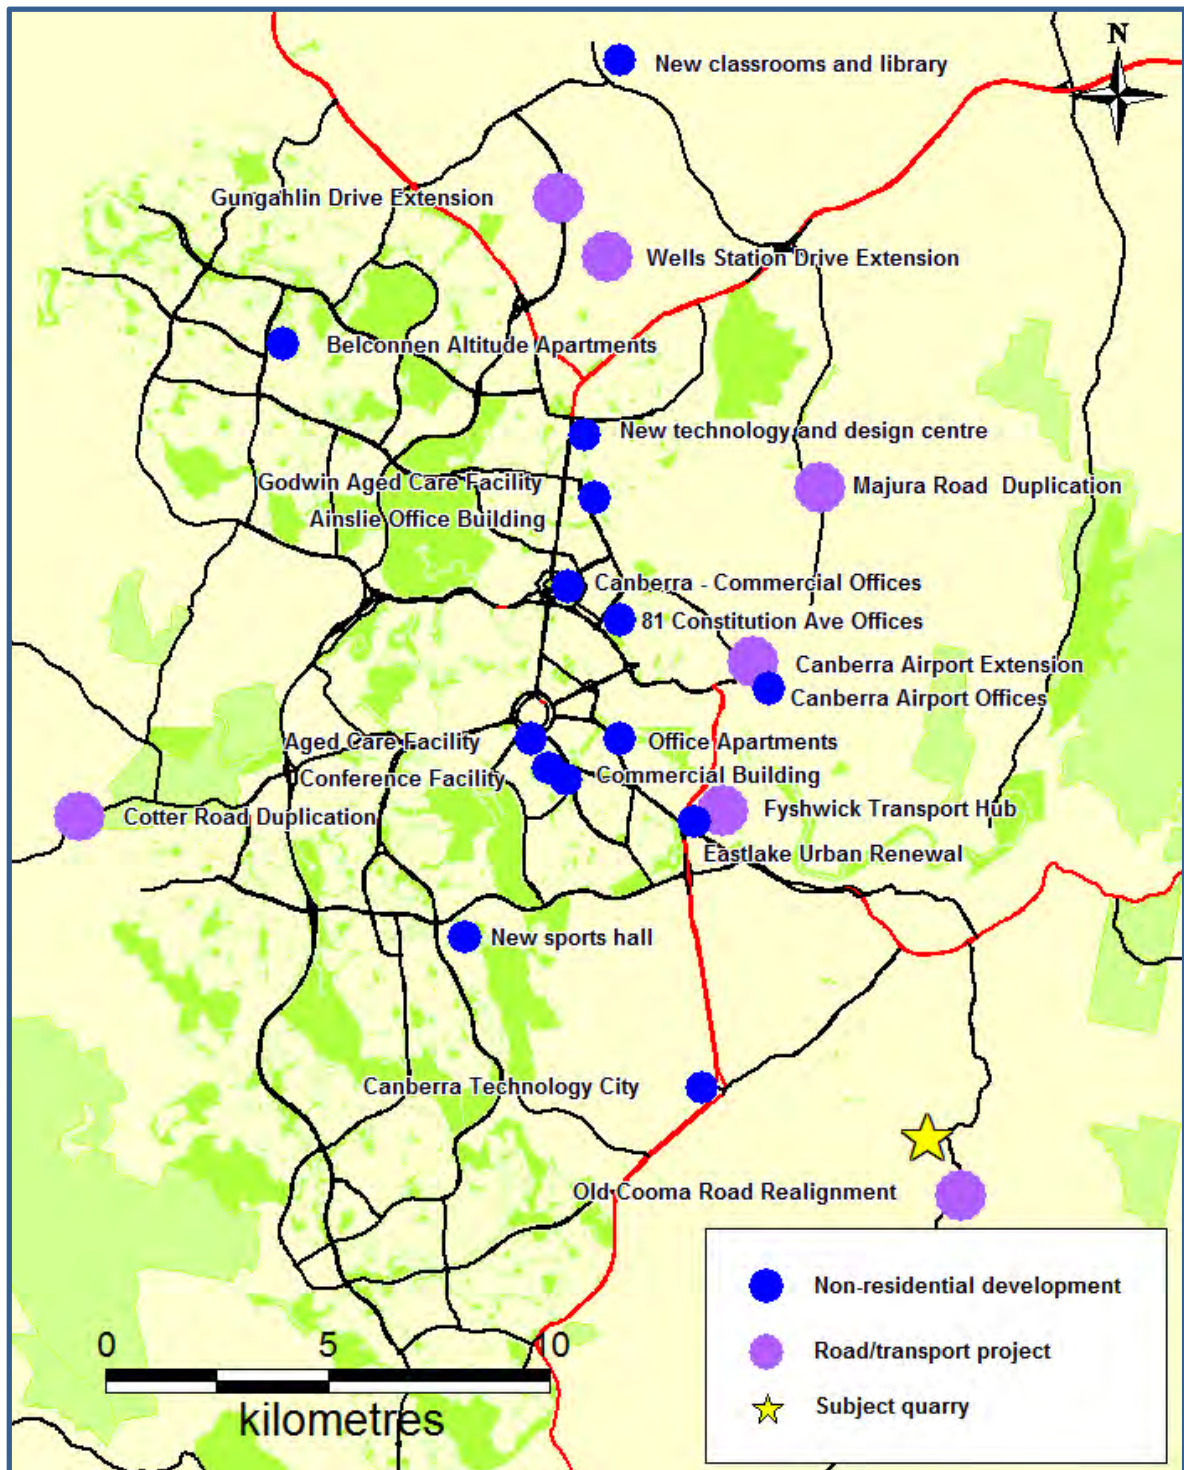 N
New classrooms and library
Gungahlin Drive Extension
Wells Station Drive Extension
Belconnen Altitude Apartments
New technology and design centre
Godwin Aged Care Facility
Majura Road Duplication
Ainslie Office Building
Canberra - Commercial Offices
81 Constitution Ave Offices
Canberra Airport Extension
Canberra Airport Offices
Aged Care Facility
Office Apartments
Conference Facility
Commercial Building
Cotter Road Duplication
Fyshwick Transport Hub
Eastlake Urban Renewal
New sports hall
Canberra Technology City
Old Cooma Road Realignment
Non-residential development
Road/transport project
Subject quarry
0 5 10
kilometres